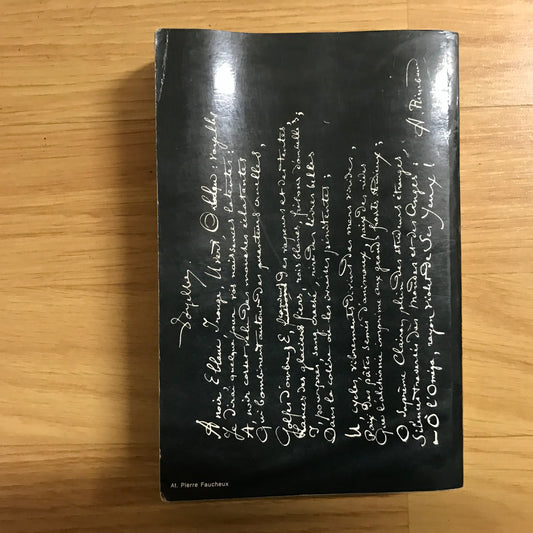 Voyelles
A noir, E blanc, I rouge, U vert, O bleu : voyelles
Je dirai quelque jour vos naissances latentes :
A, noir corset velu des mouches éclatantes
Qui bombinent autour des puanteurs cruelles,
Golfes d'ombre; E, des vapeurs et des tentes,
Lances des glaciers fiers, rois blancs, frissons d'ombelles;
I, pourpres, sang craché, rire des lèvres belles
Dans la colère ou les ivresses pénitentes;
U, cycles, vibrements divins des mers virides,
Paix des pâtis semés d'animaux, paix des rides
Que l'alchimie imprime aux grands fronts studieux;
O, Suprême Clairon plein des strideurs étranges,
Silences traversés des Mondes et des Anges :
– O l'Oméga, rayon violet de Ses Yeux !
A. Rimbaud
At. Pierre Faucheux